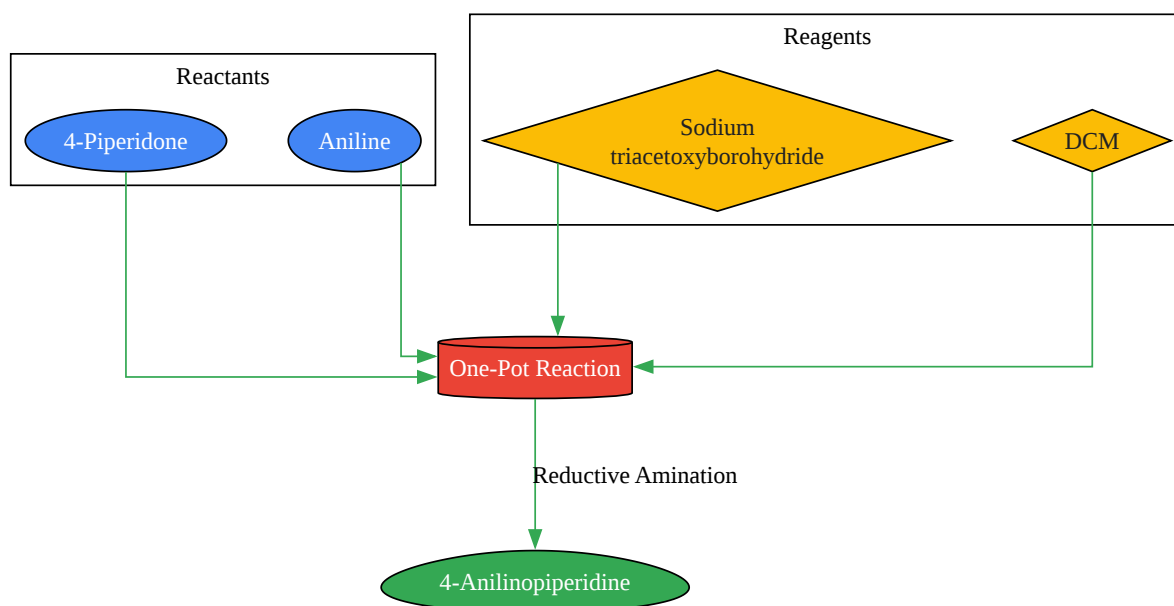 Reagents
Reactants
4-Piperidone
Aniline
Sodium
triacetoxyborohydride
DCM
One-Pot Reaction
Reductive Amination
4-Anilinopiperidine